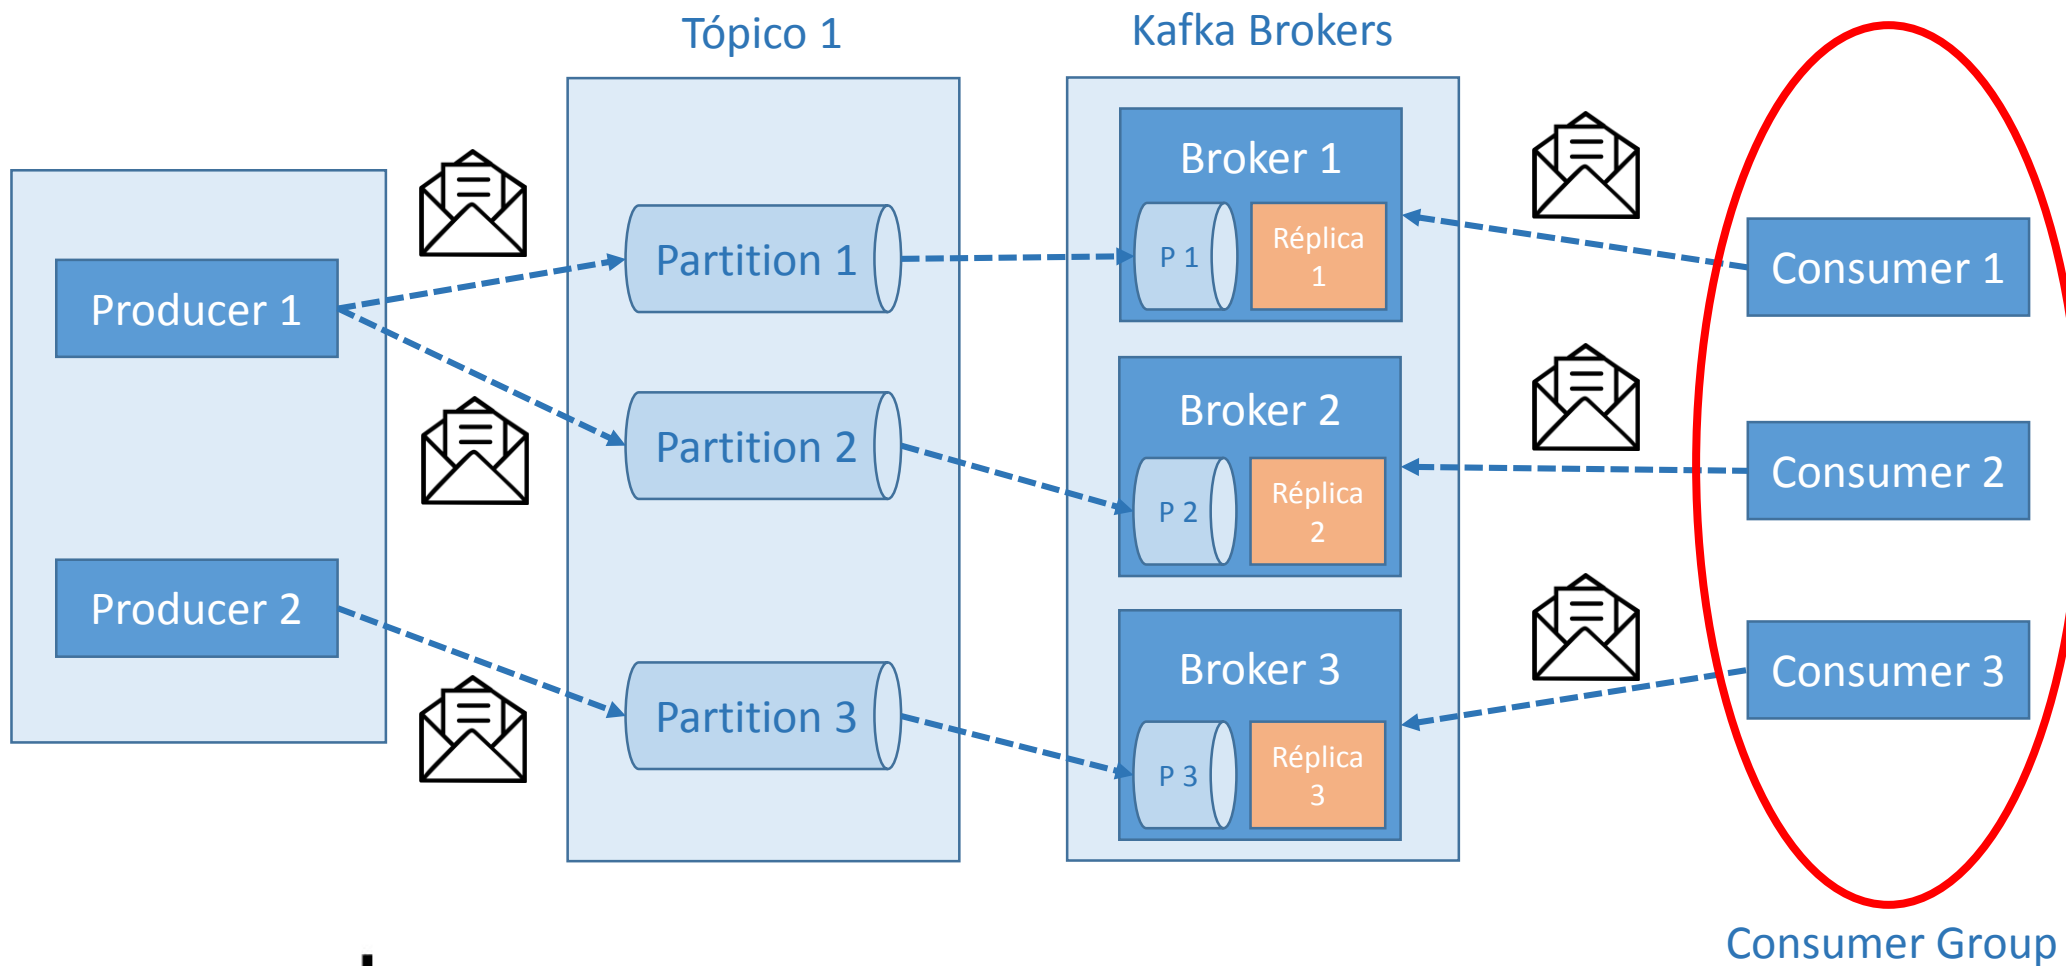 Tópico 1
Kafka Brokers
Producer 1
Producer 2
Partition 1
Partition 2
Partition 3
Broker 1
P 1
Réplica
1
Broker 2
P 2
Réplica
2
Broker 3
P 3
Réplica
3
Consumer 1
Consumer 2
Consumer 3
Consumer Group